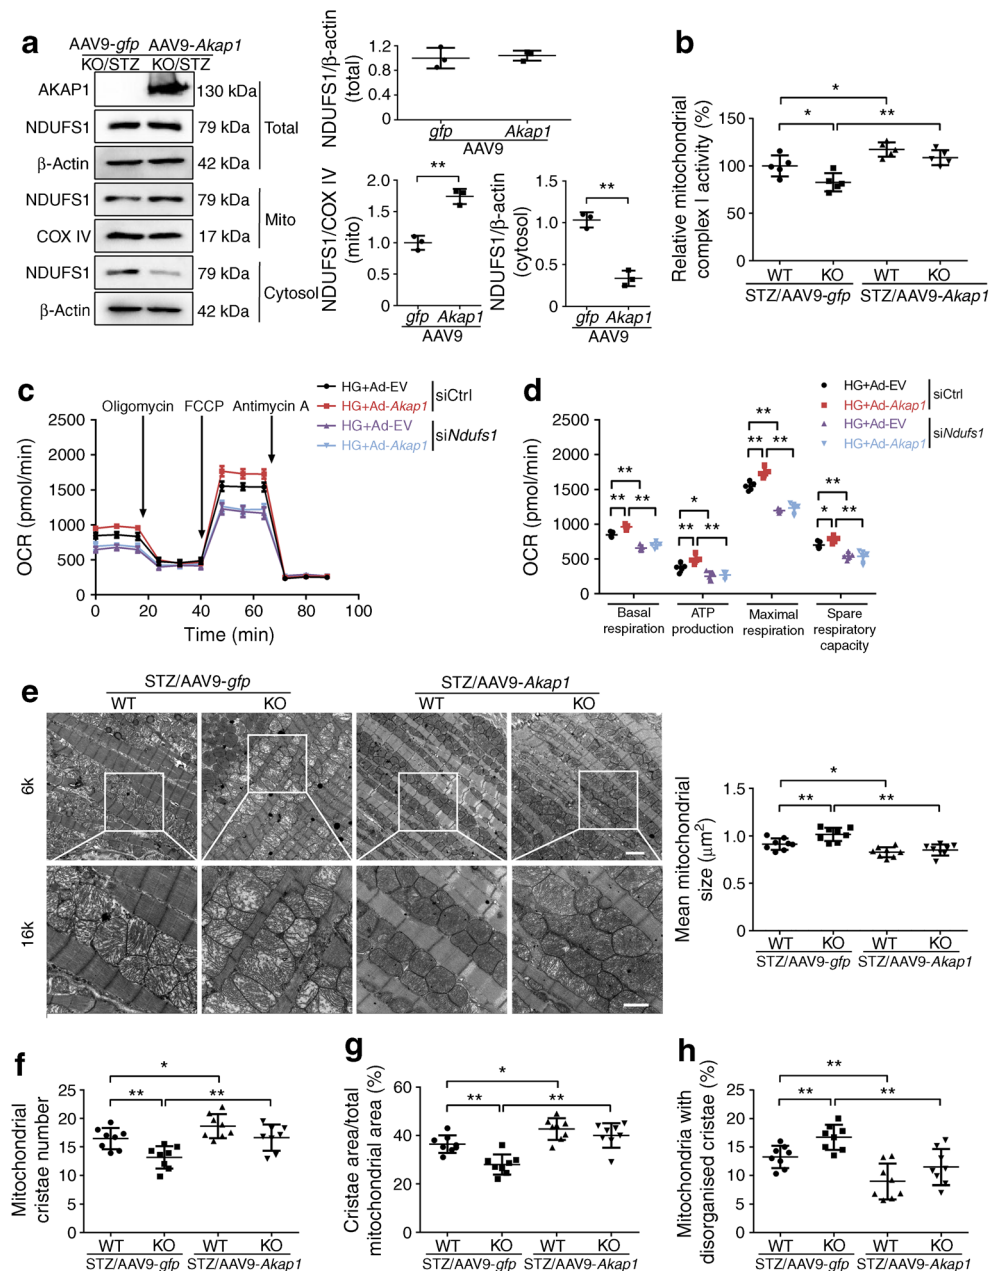 a
AAV9-gfp AAV9-Akap1
KO/STZ KO/STZ
AKAP1 130 kDa
NDUFS1 79 kDa Total
β-Actin 42 kDa
NDUFS1 79 kDa Mito
COX IV 17 kDa
NDUFS1 79 kDa Cytosol
β-Actin 42 kDa
NDUFS1/β-actin
(total)
1.2
0.8
0.4
0
gfp Akap1
AAV9
NDUFS1/COX IV
(mito)
2.0
1.5
1.0
0.5
0
**
gfp Akap1
AAV9
NDUFS1/β-actin
(cytosol)
1.5
1.0
0.5
0
**
gfp Akap1
AAV9
b
Relative mitochondrial
complex I activity (%)
150
100
50
0
*
* **
WT KO WT KO
STZ/AAV9-gfp STZ/AAV9-Akap1
c
HG+Ad-EV
HG+Ad-Akap1
siCtrl
HG+Ad-EV
HG+Ad-Akap1
siNdufs1
Oligomycin FCCP Antimycin A
OCR (pmol/min)
2500
2000
1500
1000
500
0
0 20 40 60 80 100
Time (min)
d
HG+Ad-EV
HG+Ad-Akap1
siCtrl
HG+Ad-EV
HG+Ad-Akap1
siNdufs1
OCR (pmol/min)
2500
2000
1500
1000
500
0
**
** **
*
** **
**
** **
**
* **
Basal
respiration
ATP
production
Maximal
respiration
Spare
respiratory
capacity
e
STZ/AAV9-gfp STZ/AAV9-Akap1
WT KO WT KO
6k
16k
Mean mitochondrial
size (μm2)
1.5
1.0
0.5
0
*
** **
WT KO WT KO
STZ/AAV9-gfp STZ/AAV9-Akap1
f
Mitochondrial
cristae number
25
20
15
10
5
0
*
** **
WT KO WT KO
STZ/AAV9-gfp STZ/AAV9-Akap1
g
Cristae area/total
mitochondrial area (%)
60
40
20
0
*
** **
WT KO WT KO
STZ/AAV9-gfp STZ/AAV9-Akap1
h
Mitochondria with
disorganised cristae (%)
25
20
15
10
5
0
**
** **
WT KO WT KO
STZ/AAV9-gfp STZ/AAV9-Akap1